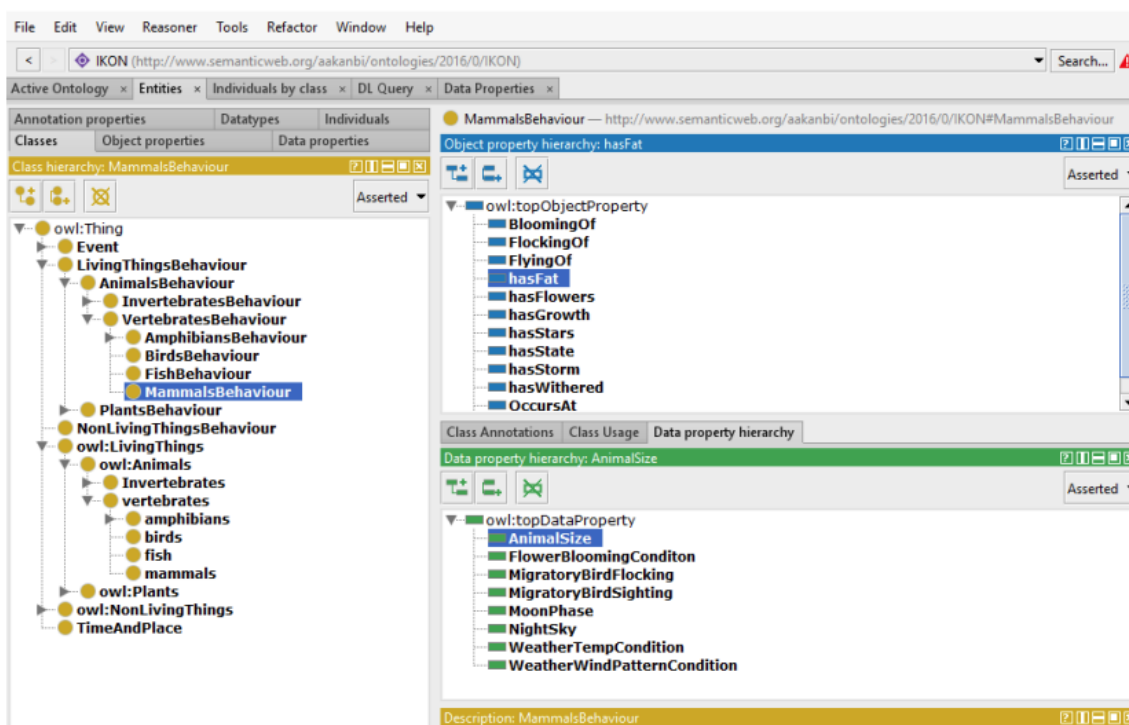 File Edit View Reasoner Tools Refactor Window Help
< > IKON (http://www.semanticweb.org/aakanbi/ontologies/2016/0/IKON) Search...
Active Ontology × Entities × Individuals by class × DL Query × Data Properties ×
Annotation properties Datatypes Individuals
Classes Object properties Data properties
Class hierarchy: MammalsBehaviour
Asserted
owl:Thing
Event
LivingThingsBehaviour
AnimalsBehaviour
InvertebratesBehaviour
VertebratesBehaviour
AmphibiansBehaviour
BirdsBehaviour
FishBehaviour
MammalsBehaviour
PlantsBehaviour
NonLivingThingsBehaviour
owl:LivingThings
owl:Animals
Invertebrates
vertebrates
amphibians
birds
fish
mammals
owl:Plants
owl:NonLivingThings
TimeAndPlace
MammalsBehaviour — http://www.semanticweb.org/aakanbi/ontologies/2016/0/IKON#MammalsBehaviour
Object property hierarchy: hasFat
Asserted
owl:topObjectProperty
BloomingOf
FlockingOf
FlyingOf
hasFat
hasFlowers
hasGrowth
hasStars
hasState
hasStorm
hasWithered
OccursAt
Class Annotations Class Usage Data property hierarchy
Data property hierarchy: AnimalSize
Asserted
owl:topDataProperty
AnimalSize
FlowerBloomingConditon
MigratoryBirdFlocking
MigratoryBirdSighting
MoonPhase
NightSky
WeatherTempCondition
WeatherWindPatternCondition
Description: MammalsBehaviour